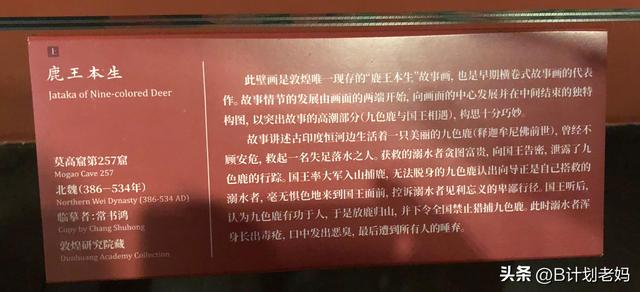 上
鹿王本生
Jataka of Nine-colored Deer
莫高窟第257窟
Mogao Cave 257
北魏(386—534年)
Northern Wei Dynasty (386-534 AD)
临摹者:常书鸿
Copy by Chang Shuhong
敦煌研究院藏
Dunhuang Academy Collection
此壁画是敦煌唯一现存的“鹿王本生”故事画,也是早期横卷式故事画的代表
作。故事情节的发展由画面的两端开始,向画面的中心发展并在中间结束的独特
构图,以突出故事的高潮部分(九色鹿与国王相遇),构思十分巧妙。
故事讲述古印度恒河边生活着一只美丽的九色鹿(释迦牟尼佛前世),曾经不
顾安危,救起一名失足落水之人。获救的溺水者贪图富贵,向国王告密,泄露了九
色鹿的行踪。国王率大军入山捕鹿,无法脱身的九色鹿认出向导正是自己搭救的
溺水者,毫无惧色地来到国王面前,控诉溺水者见利忘义的卑鄙行径。国王听后,
认为九色鹿有功于人,于是放鹿归山,并下令全国禁止猎捕九色鹿。此时溺水者浑
身长出毒疮,口中发出恶臭,最后遭到所有人的唾弃。
头条 @B计划老妈